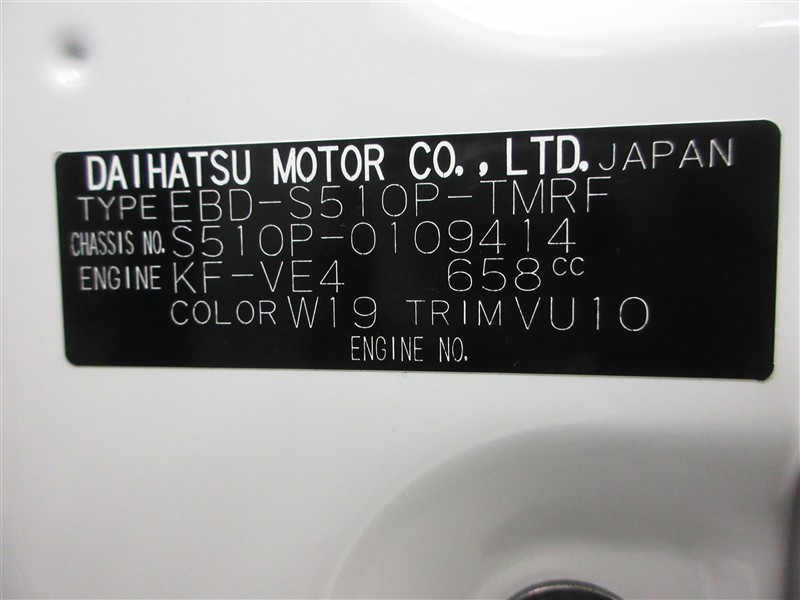 DAIHATSU MOTOR CO., LTD. JAPAN
TYPE EBD-S510P-TMRF
CHASSIS NO. S510P-0109414
ENGINE KF-VE4 658cc
COLOR W19 TRIM VU10
ENGINE NO.